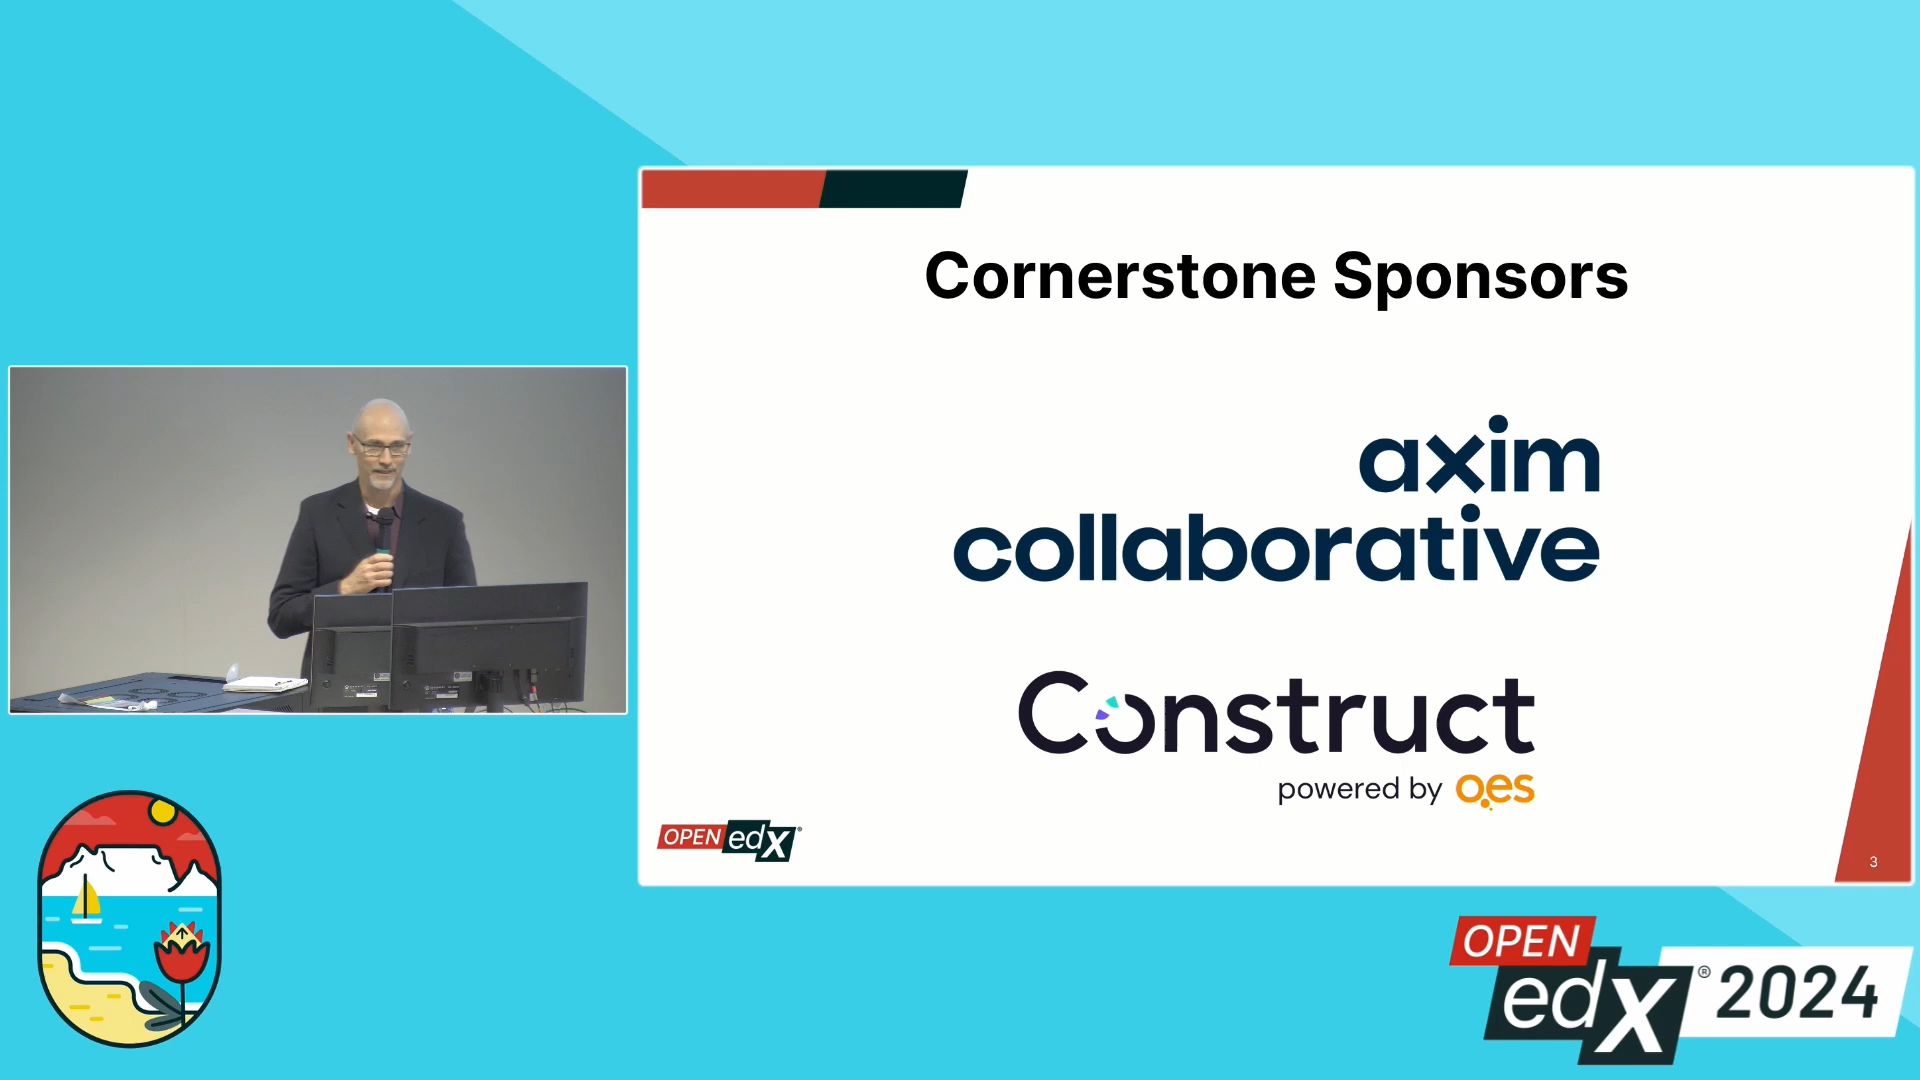 Cornerstone Sponsors
axim
collaborative
Construct
powered by oes
OPEN edX®
3
OPEN
edX® 2024